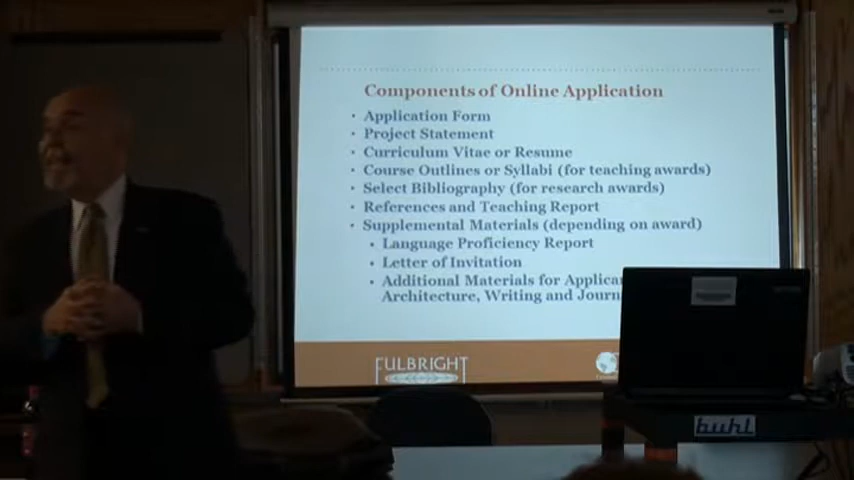 Components of Online Application
• Application Form
• Project Statement
• Curriculum Vitae or Resume
• Course Outlines or Syllabi (for teaching awards)
• Select Bibliography (for research awards)
• References and Teaching Report
• Supplemental Materials (depending on award)
• Language Proficiency Report
• Letter of Invitation
• Additional Materials for
Architecture, Writing and
FULBRIGHT
buhl